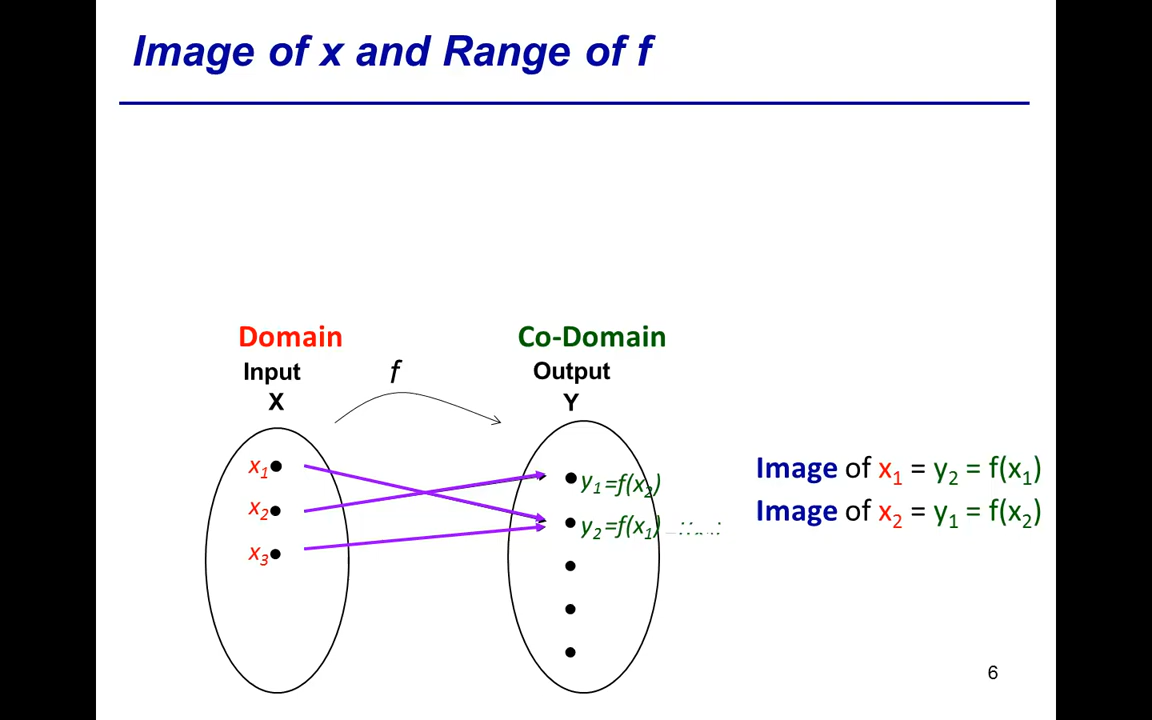 Image of x and Range of f
Domain
Co-Domain
Input
f
Output
X
Y
x₁
x₂
x₃
y₁=f(x₂)
y₂=f(x₁)
Image of x₁ = y₂ = f(x₁)
Image of x₂ = y₁ = f(x₂)
6